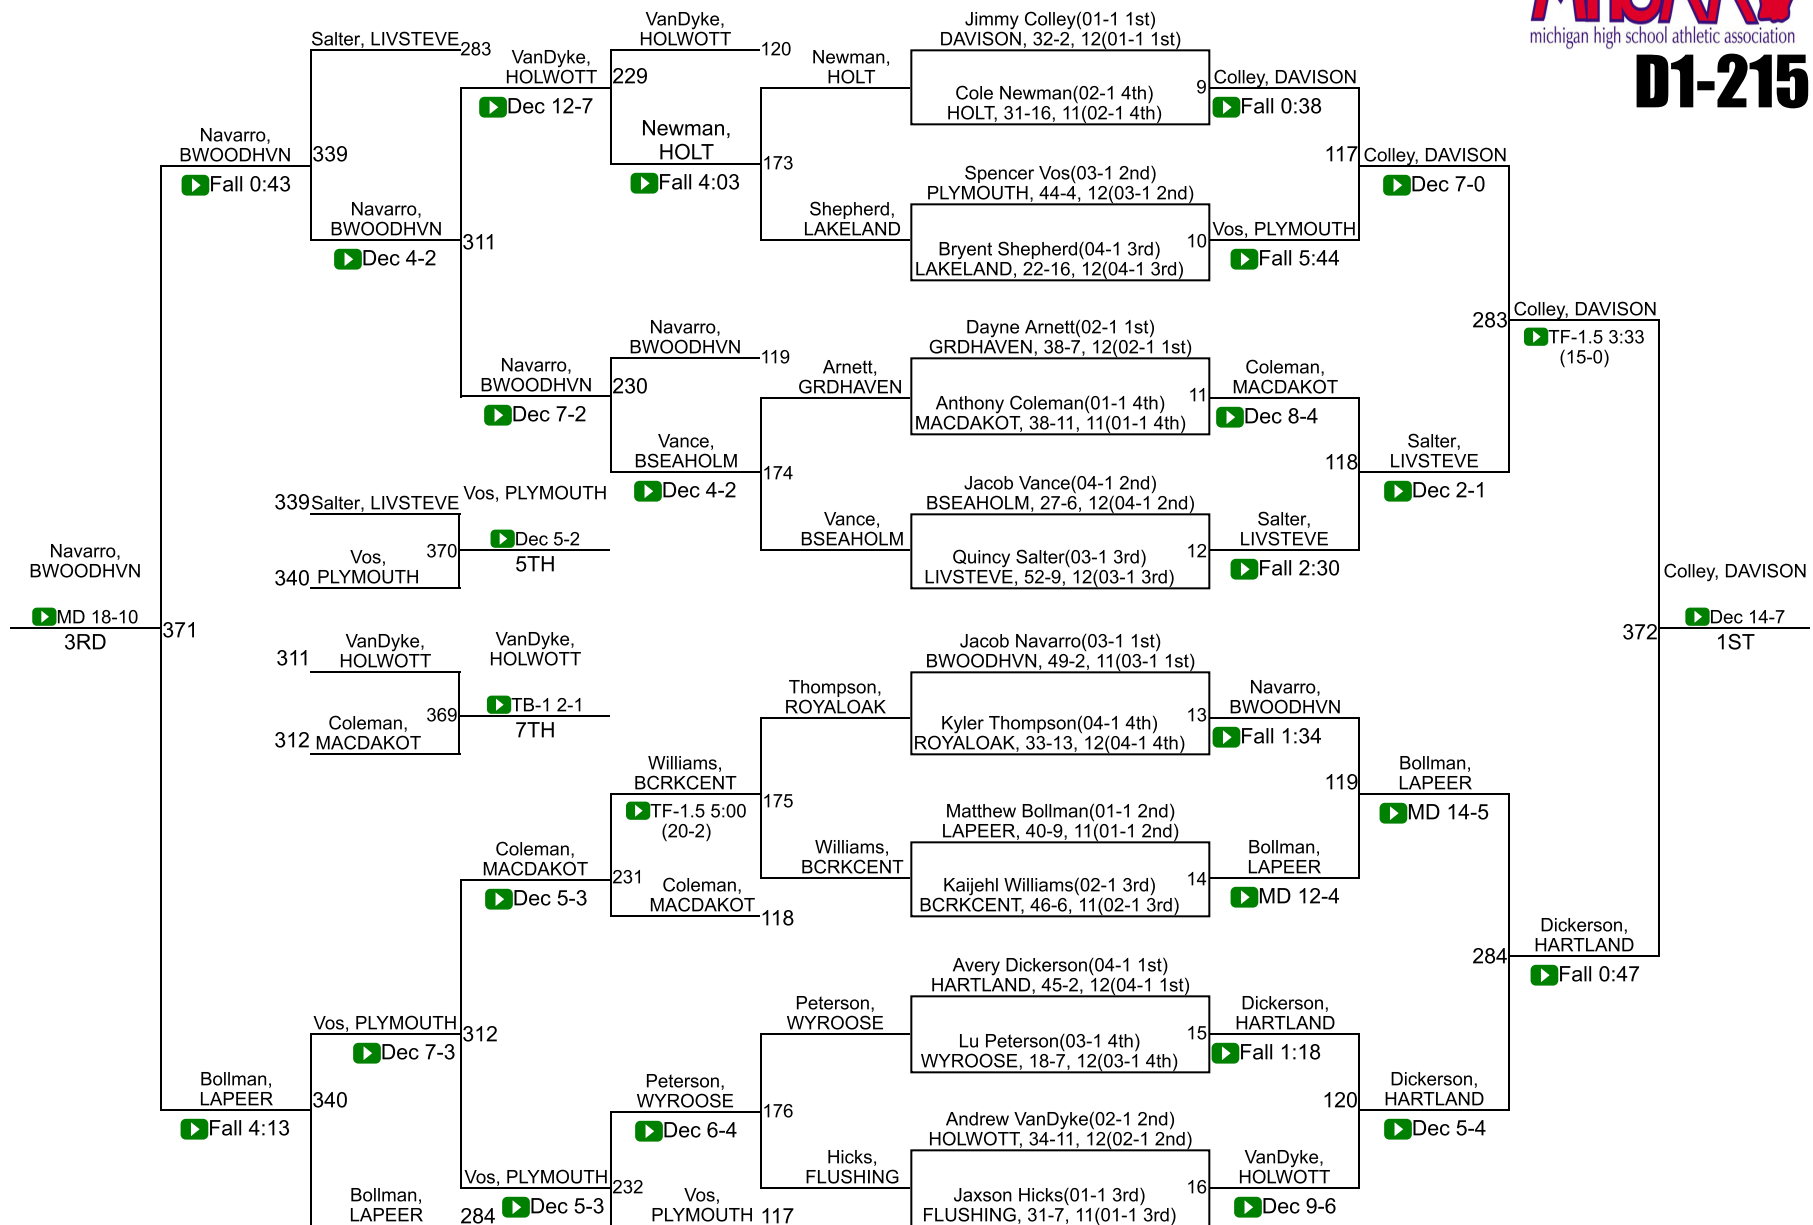 MHSAA
michigan high school athletic association
D1-215
Jimmy Colley(01-1 1st)
DAVISON, 32-2, 12(01-1 1st)
Cole Newman(02-1 4th)
HOLT, 31-16, 11(02-1 4th)
9
Spencer Vos(03-1 2nd)
PLYMOUTH, 44-4, 12(03-1 2nd)
Bryent Shepherd(04-1 3rd)
LAKELAND, 22-16, 12(04-1 3rd)
10
Dayne Arnett(02-1 1st)
GRDHAVEN, 38-7, 12(02-1 1st)
Anthony Coleman(01-1 4th)
MACDAKOT, 38-11, 11(01-1 4th)
11
Jacob Vance(04-1 2nd)
BSEAHOLM, 27-6, 12(04-1 2nd)
Quincy Salter(03-1 3rd)
LIVSTEVE, 52-9, 12(03-1 3rd)
12
Jacob Navarro(03-1 1st)
BWOODHVN, 49-2, 11(03-1 1st)
Kyler Thompson(04-1 4th)
ROYALOAK, 33-13, 12(04-1 4th)
13
Matthew Bollman(01-1 2nd)
LAPEER, 40-9, 11(01-1 2nd)
Kaijehl Williams(02-1 3rd)
BCRKCENT, 46-6, 11(02-1 3rd)
14
Avery Dickerson(04-1 1st)
HARTLAND, 45-2, 12(04-1 1st)
Lu Peterson(03-1 4th)
WYROOSE, 18-7, 12(03-1 4th)
15
Andrew VanDyke(02-1 2nd)
HOLWOTT, 34-11, 12(02-1 2nd)
Jaxson Hicks(01-1 3rd)
FLUSHING, 31-7, 11(01-1 3rd)
16
Colley, DAVISON
Fall 0:38
Vos, PLYMOUTH
Fall 5:44
Coleman,
MACDAKOT
Dec 8-4
Salter,
LIVSTEVE
Fall 2:30
Navarro,
BWOODHVN
Fall 1:34
Bollman,
LAPEER
MD 12-4
Dickerson,
HARTLAND
Fall 1:18
VanDyke,
HOLWOTT
Dec 9-6
117
Colley, DAVISON
Dec 7-0
118
Salter,
LIVSTEVE
Dec 2-1
119
Bollman,
LAPEER
MD 14-5
120
Dickerson,
HARTLAND
Dec 5-4
283
Colley, DAVISON
TF-1.5 3:33
(15-0)
284
Dickerson,
HARTLAND
Fall 0:47
372
Colley, DAVISON
Dec 14-7
1ST
Newman,
HOLT
Shepherd,
LAKELAND
Arnett,
GRDHAVEN
Vance,
BSEAHOLM
Thompson,
ROYALOAK
Williams,
BCRKCENT
Peterson,
WYROOSE
Hicks,
FLUSHING
VanDyke,
HOLWOTT
120
Newman,
HOLT
173
Fall 4:03
Navarro,
BWOODHVN
119
Vance,
BSEAHOLM
174
Dec 4-2
Williams,
BCRKCENT
175
TF-1.5 5:00
(20-2)
Coleman,
MACDAKOT
118
Peterson,
WYROOSE
176
Dec 6-4
Vos,
PLYMOUTH
117
VanDyke,
HOLWOTT
229
Dec 12-7
Navarro,
BWOODHVN
230
Dec 7-2
Coleman,
MACDAKOT
231
Dec 5-3
Vos, PLYMOUTH
232
Dec 5-3
Salter, LIVSTEVE
283
Navarro,
BWOODHVN
311
Dec 4-2
Vos, PLYMOUTH
312
Dec 7-3
Bollman,
LAPEER
284
Navarro,
BWOODHVN
339
Fall 0:43
Bollman,
LAPEER
340
Fall 4:13
Navarro,
BWOODHVN
MD 18-10
3RD
371
339
Salter, LIVSTEVE
340
Vos,
PLYMOUTH
370
Vos, PLYMOUTH
Dec 5-2
5TH
311
VanDyke,
HOLWOTT
312
Coleman,
MACDAKOT
369
VanDyke,
HOLWOTT
TB-1 2-1
7TH